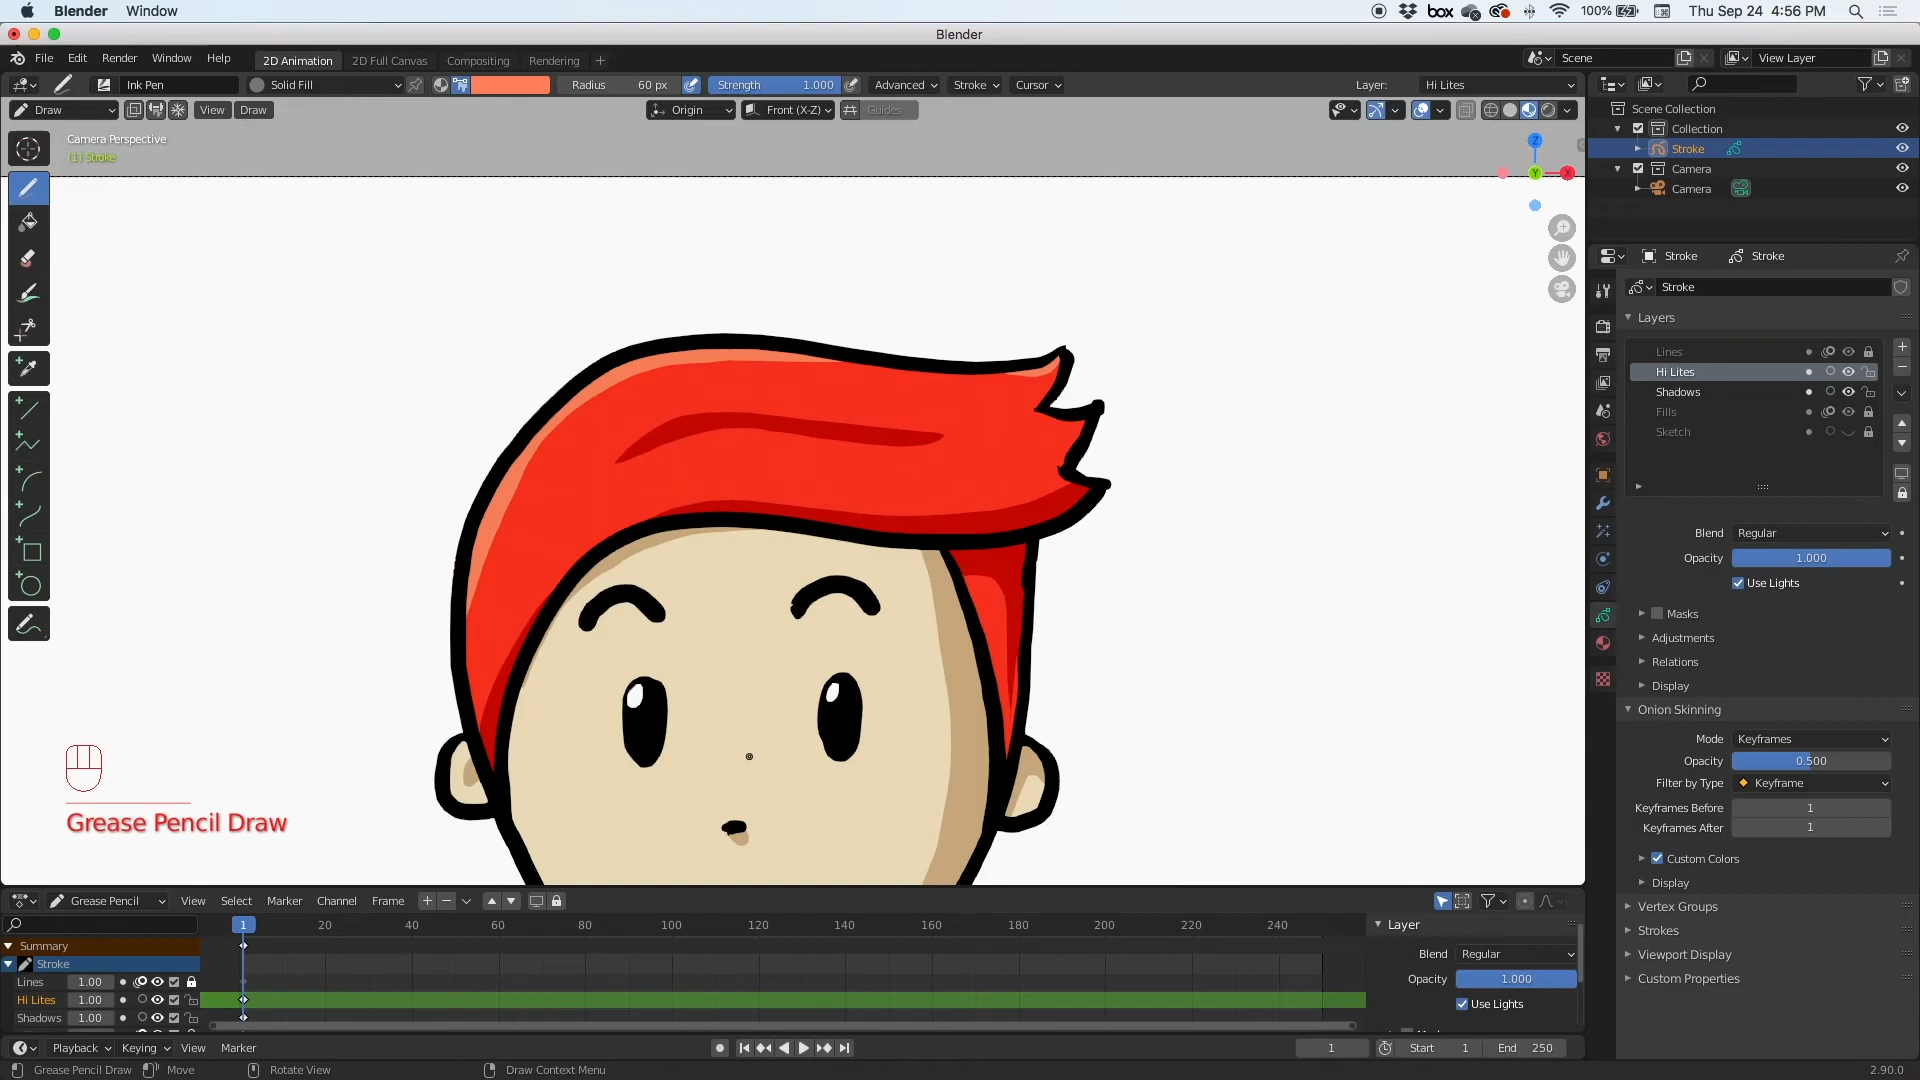 Blender Window box 100% Thu Sep 24 4:56 PM
Blender
File Edit Render Window Help 2D Animation 2D Full Canvas Compositing Rendering + Scene View Layer
Ink Pen Solid Fill Radius 60 px Strength 1.000 Advanced Stroke Cursor Layer: Hi Lites
Draw View Draw Origin Front (X-Z) Guides
Camera Perspective
(1) Stroke
Z
Y
X
Scene Collection
Collection
Stroke
Camera
Camera
Stroke Stroke
Stroke
Layers
Lines
Hi Lites
Shadows
Fills
Sketch
Blend Regular
Opacity 1.000
Use Lights
Masks
Adjustments
Relations
Display
Onion Skinning
Mode Keyframes
Opacity 0.500
Filter by Type Keyframe
Keyframes Before 1
Keyframes After 1
Custom Colors
Display
Vertex Groups
Strokes
Viewport Display
Custom Properties
Grease Pencil Draw
Grease Pencil View Select Marker Channel Frame
1 20 40 60 80 100 120 140 160 180 200 220 240
Summary
Stroke
Lines 1.00
Hi Lites 1.00
Shadows 1.00
Layer
Blend Regular
Opacity 1.000
Use Lights
Playback Keying View Marker 1 Start 1 End 250
Grease Pencil Draw Move Rotate View Draw Context Menu 2.90.0